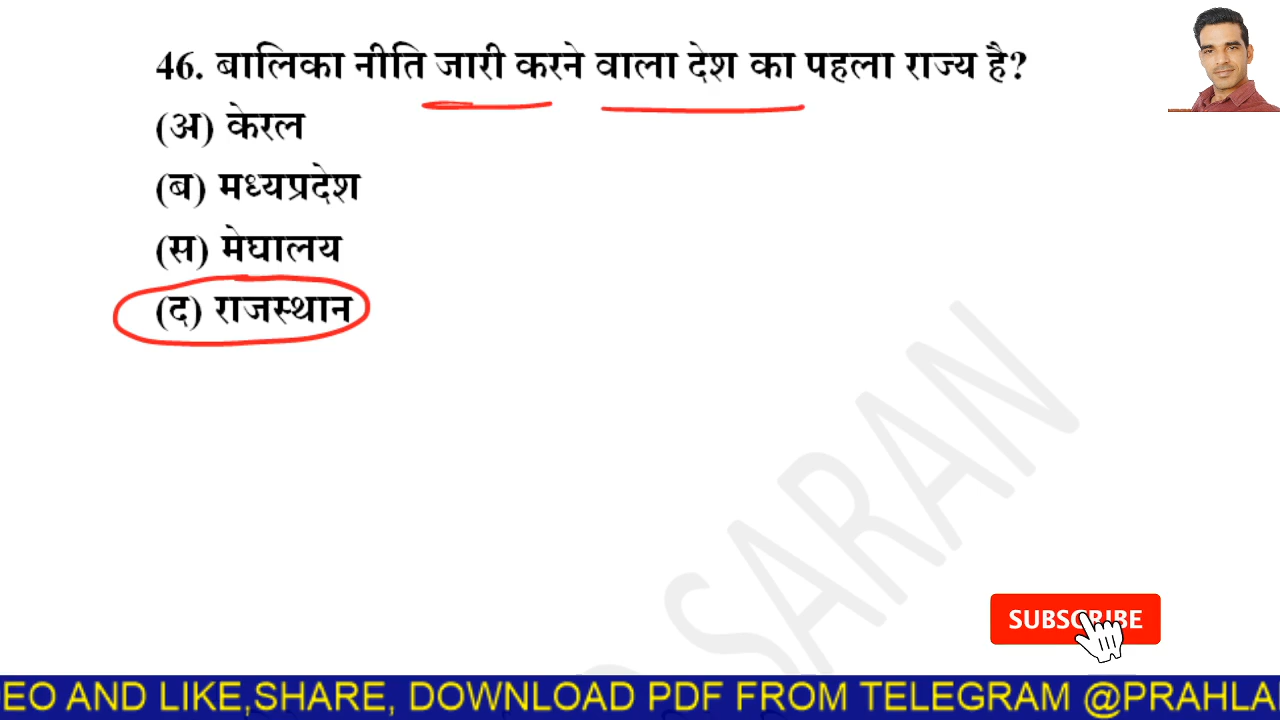 46. बालिका नीति जारी करने वाला देश का पहला राज्य है?
(अ) केरल
(ब) मध्यप्रदेश
(स) मेघालय
(द) राजस्थान
SARAN
SUBSCRIBE
EO AND LIKE,SHARE, DOWNLOAD PDF FROM TELEGRAM @PRAHLA